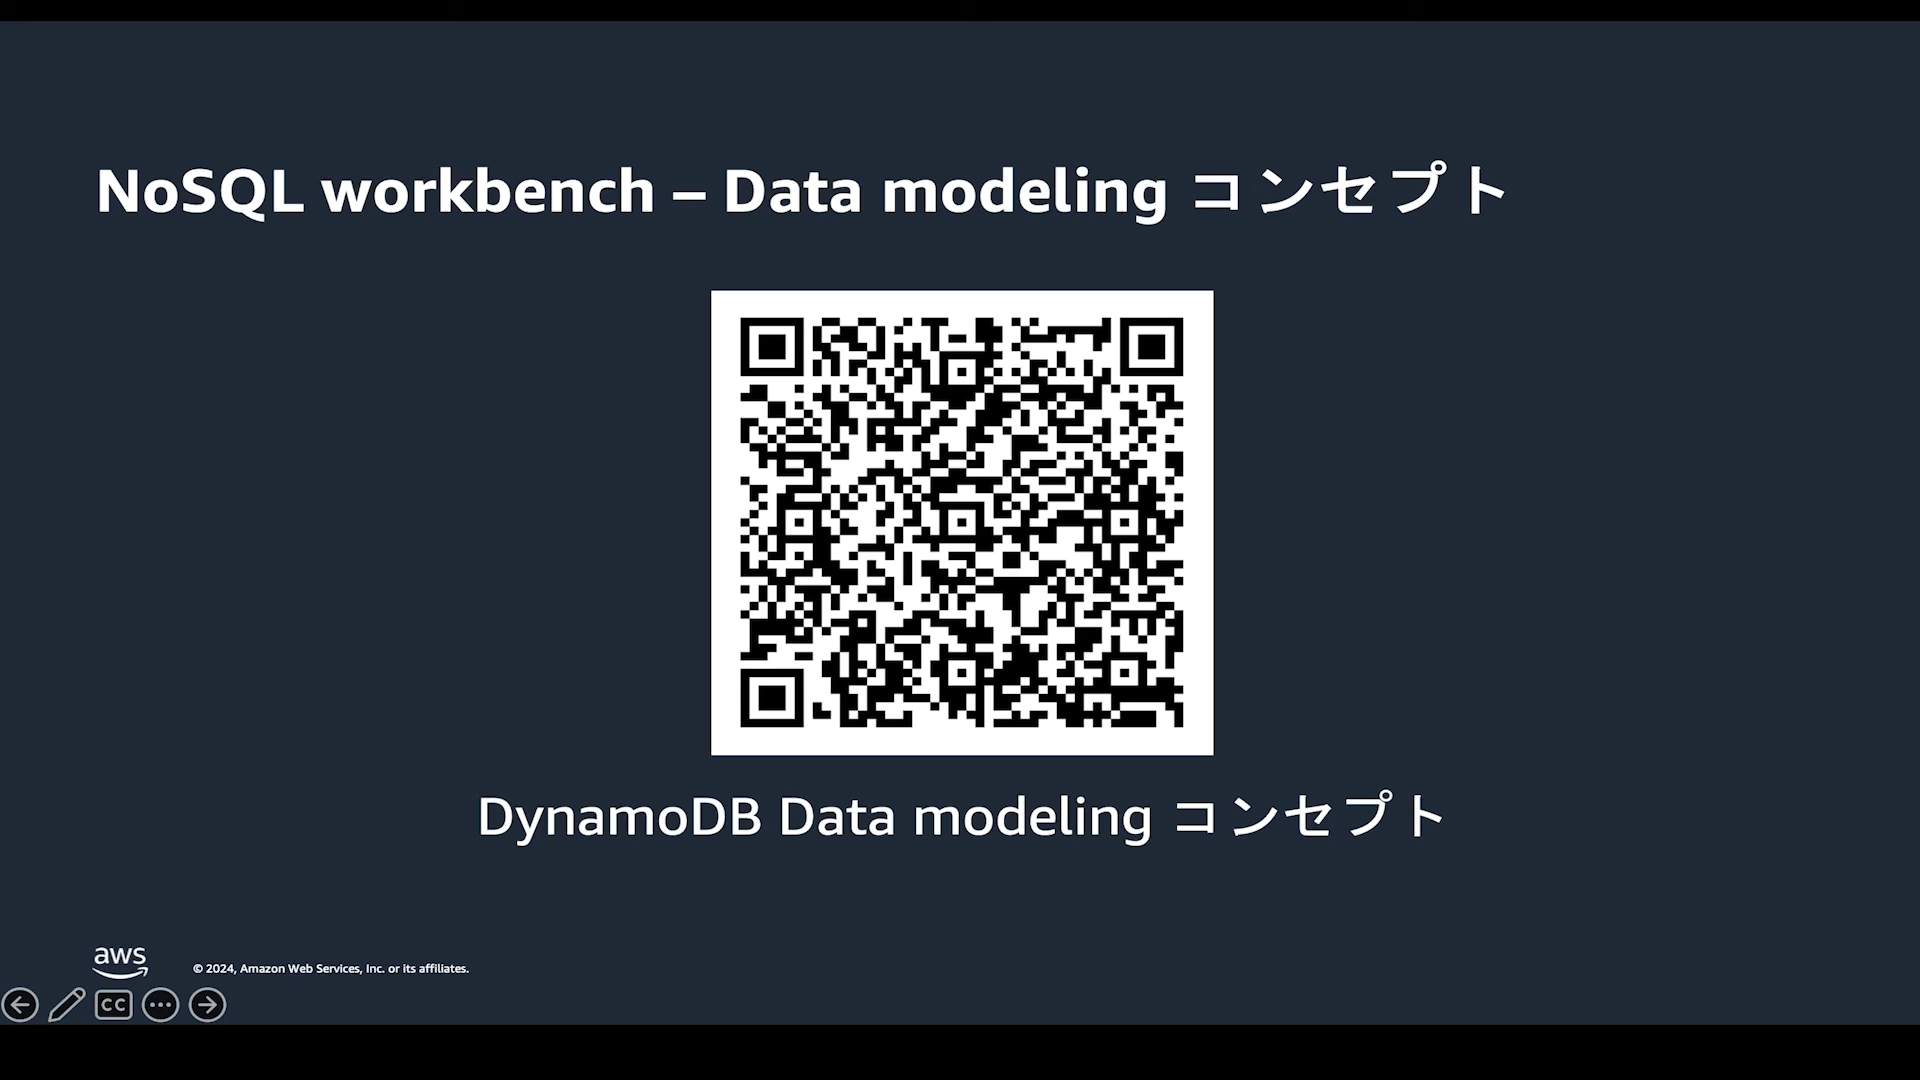 NoSQL workbench – Data modeling コンセプト
DynamoDB Data modeling コンセプト
aws
© 2024, Amazon Web Services, Inc. or its affiliates.
CC